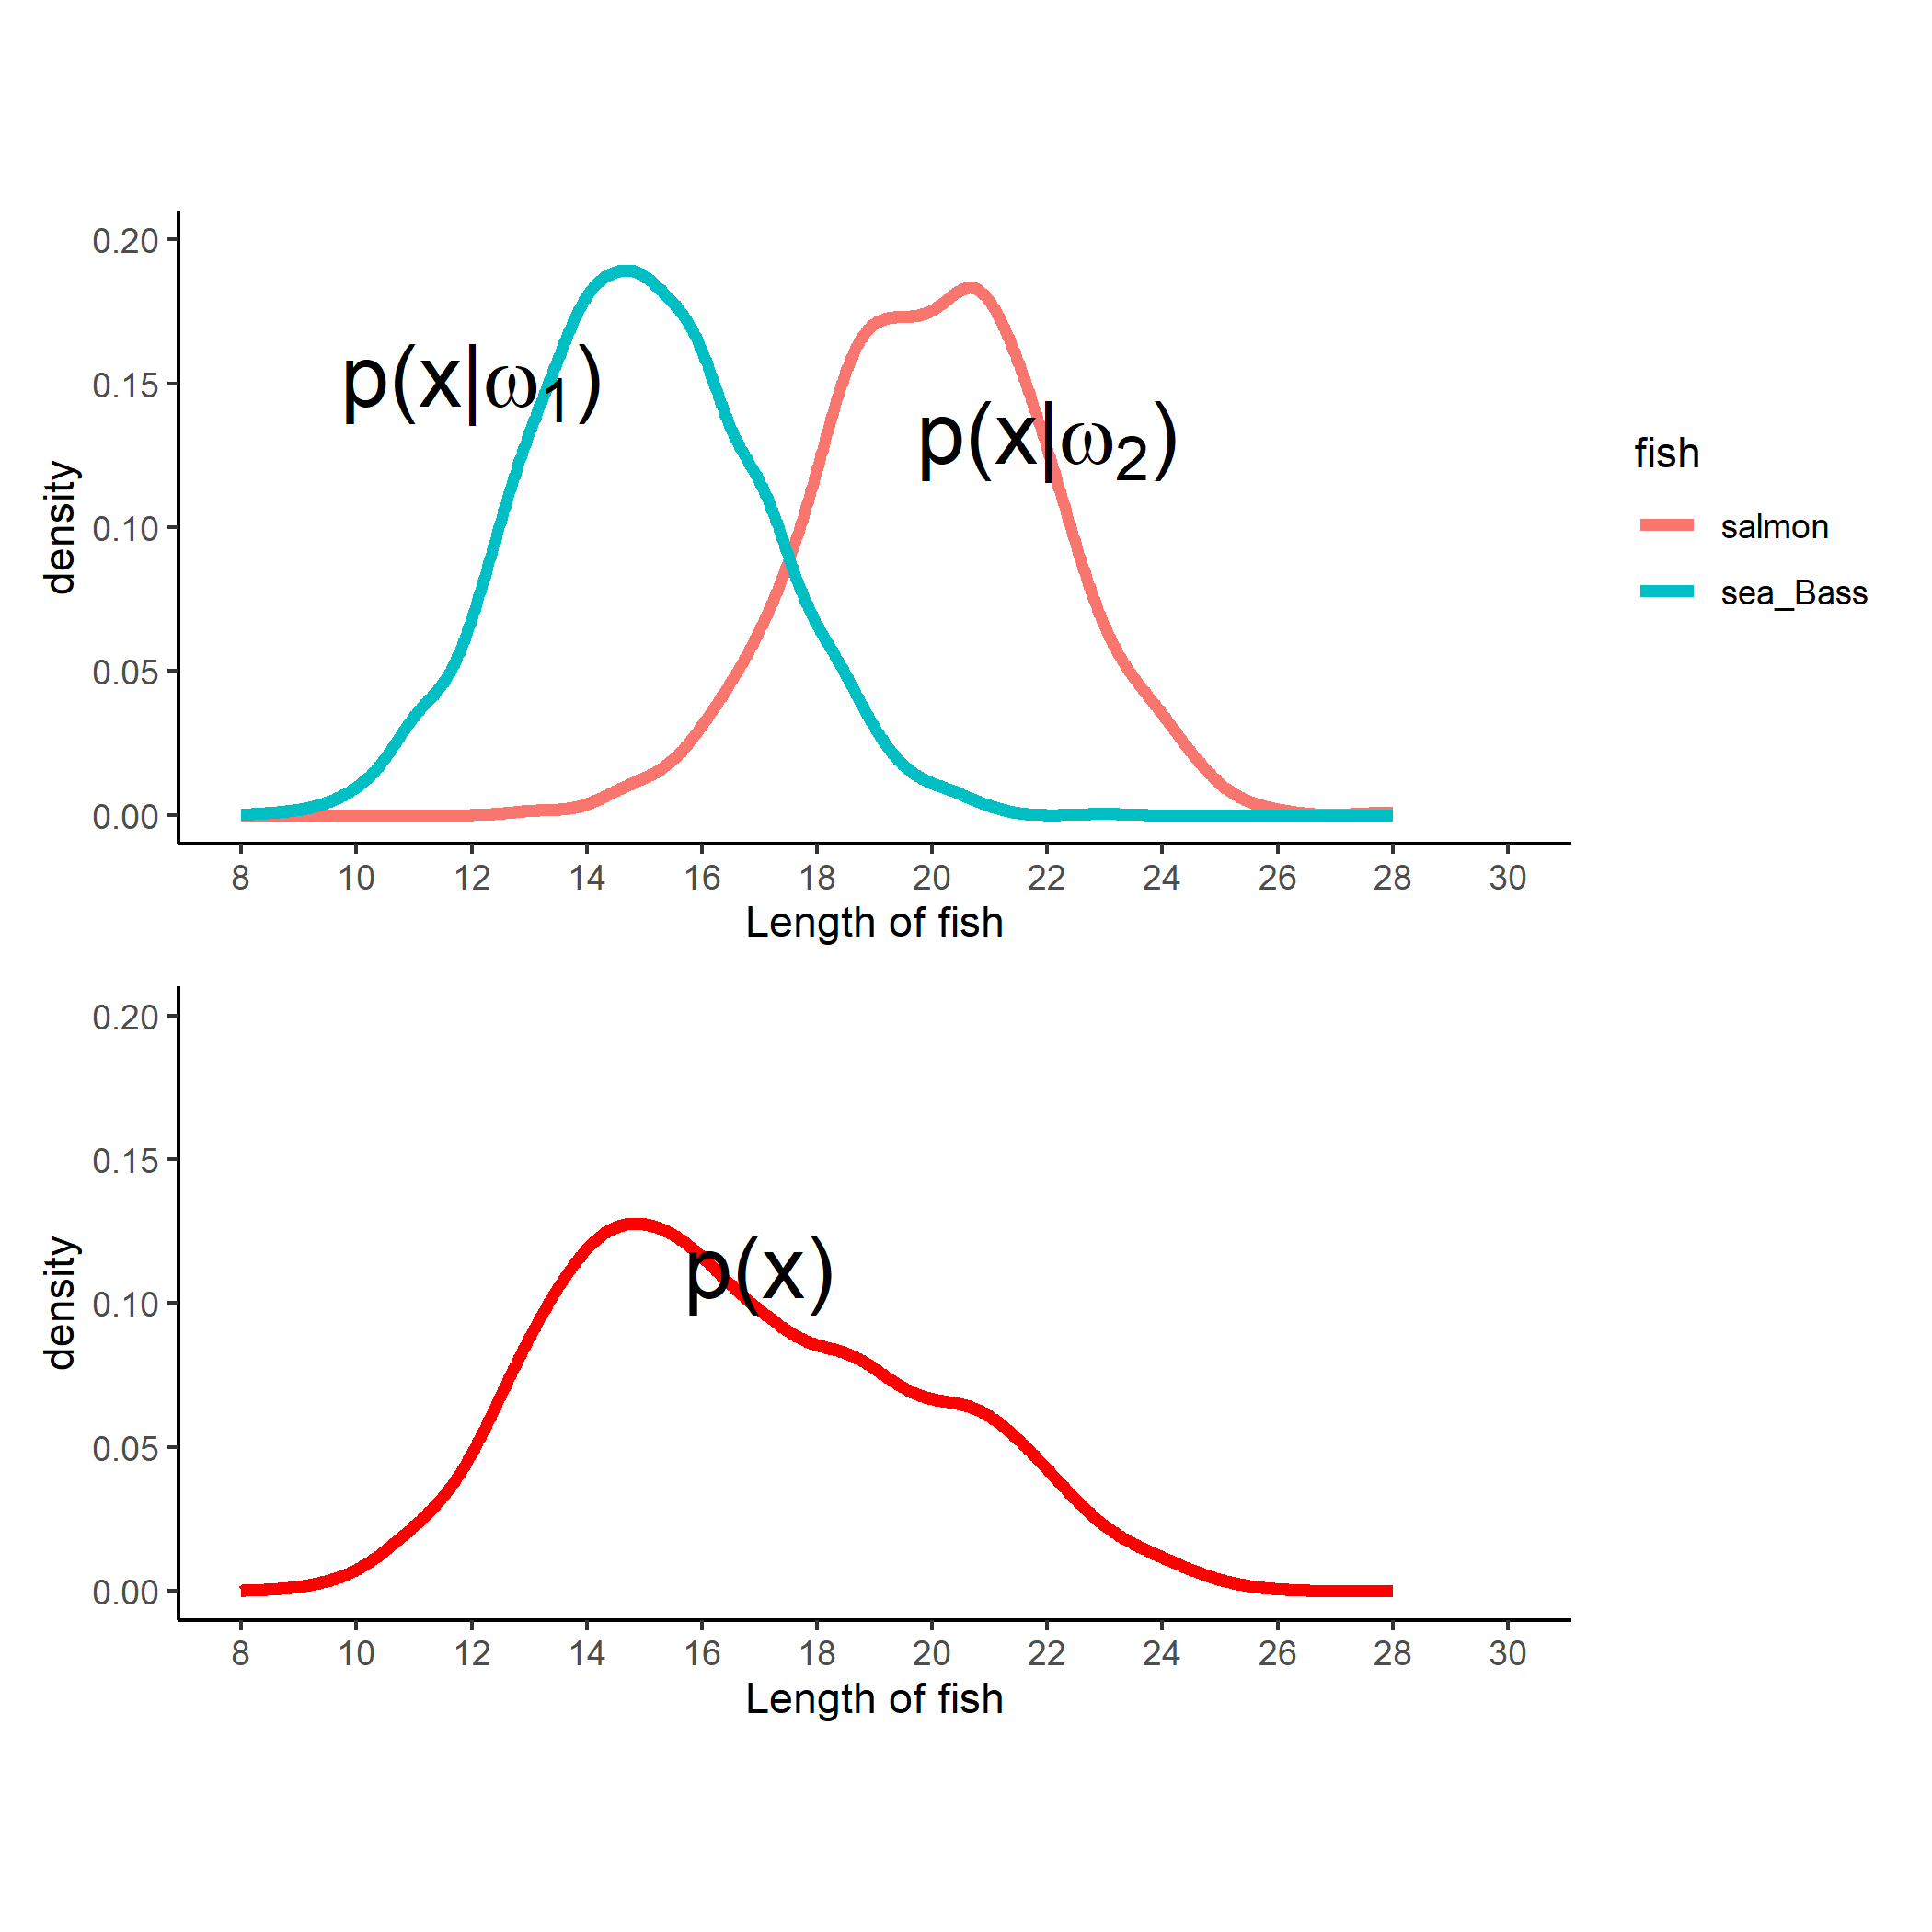 0.20
0.15
0.10
0.05
0.00
density
p(x|ω₁)
p(x|ω₂)
8 10 12 14 16 18 20 22 24 26 28 30
Length of fish
fish
salmon
sea_Bass
0.20
0.15
0.10
0.05
0.00
density
p(x)
8 10 12 14 16 18 20 22 24 26 28 30
Length of fish